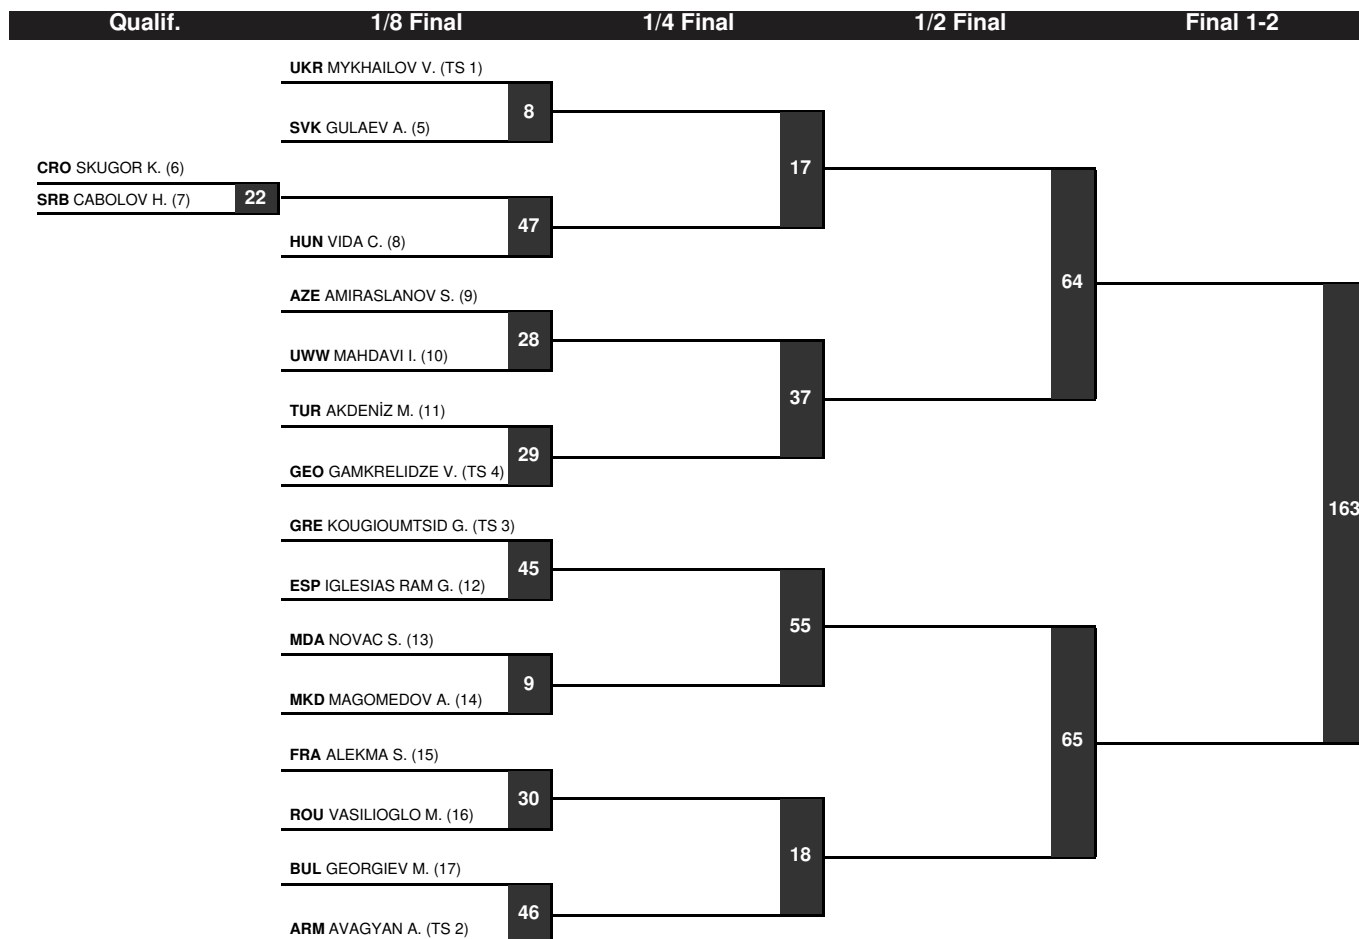 Qualif. 1/8 Final 1/4 Final 1/2 Final Final 1-2
UKR MYKHAILOV V. (TS 1)
8
SVK GULAEV A. (5)
17
CRO SKUGOR K. (6)
SRB CABOLOV H. (7) 22
47
HUN VIDA C. (8)
64
AZE AMIRASLANOV S. (9)
28
UWW MAHDAVI I. (10)
37
TUR AKDENİZ M. (11)
29
GEO GAMKRELIDZE V. (TS 4)
163
GRE KOUGIOUMTSID G. (TS 3)
45
ESP IGLESIAS RAM G. (12)
55
MDA NOVAC S. (13)
9
MKD MAGOMEDOV A. (14)
65
FRA ALEKMA S. (15)
30
ROU VASILIOGLO M. (16)
18
BUL GEORGIEV M. (17)
46
ARM AVAGYAN A. (TS 2)